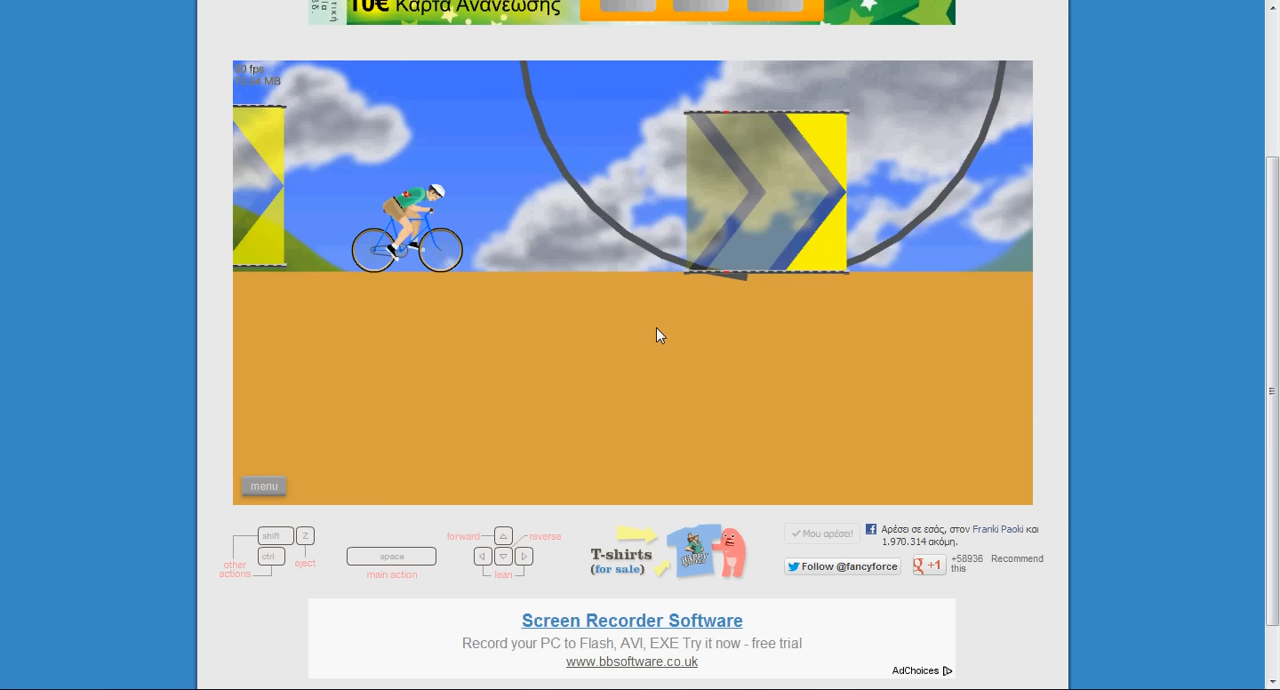 10€ Κάρτα Ανανέωσης
menu
shift
Z
ctrl
other
actions
eject
space
main action
forward
reverse
lean
T-shirts
(for sale)
Μου αρέσει!
Αρέσει σε εσάς, στον Franki Paoki και
1.970.314 ακόμη.
Follow @fancyforce
+1
+58936 Recommend
this
Screen Recorder Software
Record your PC to Flash, AVI, EXE Try it now - free trial
www.bbsoftware.co.uk
AdChoices